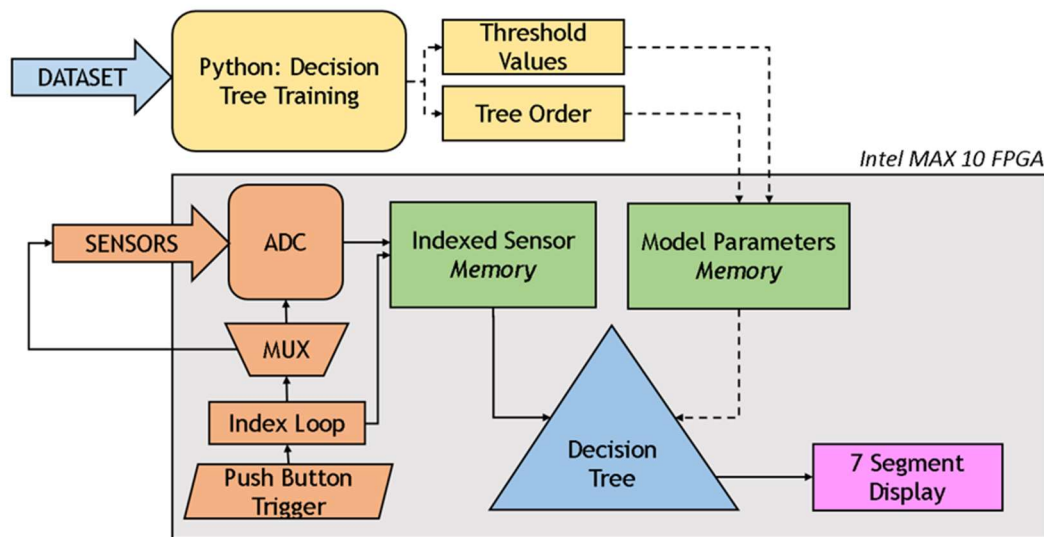 DATASET
Python: Decision
Tree Training
Threshold
Values
Tree Order
Intel MAX 10 FPGA
SENSORS
ADC
Indexed Sensor
Memory
Model Parameters
Memory
MUX
Index Loop
Push Button
Trigger
Decision
Tree
7 Segment
Display